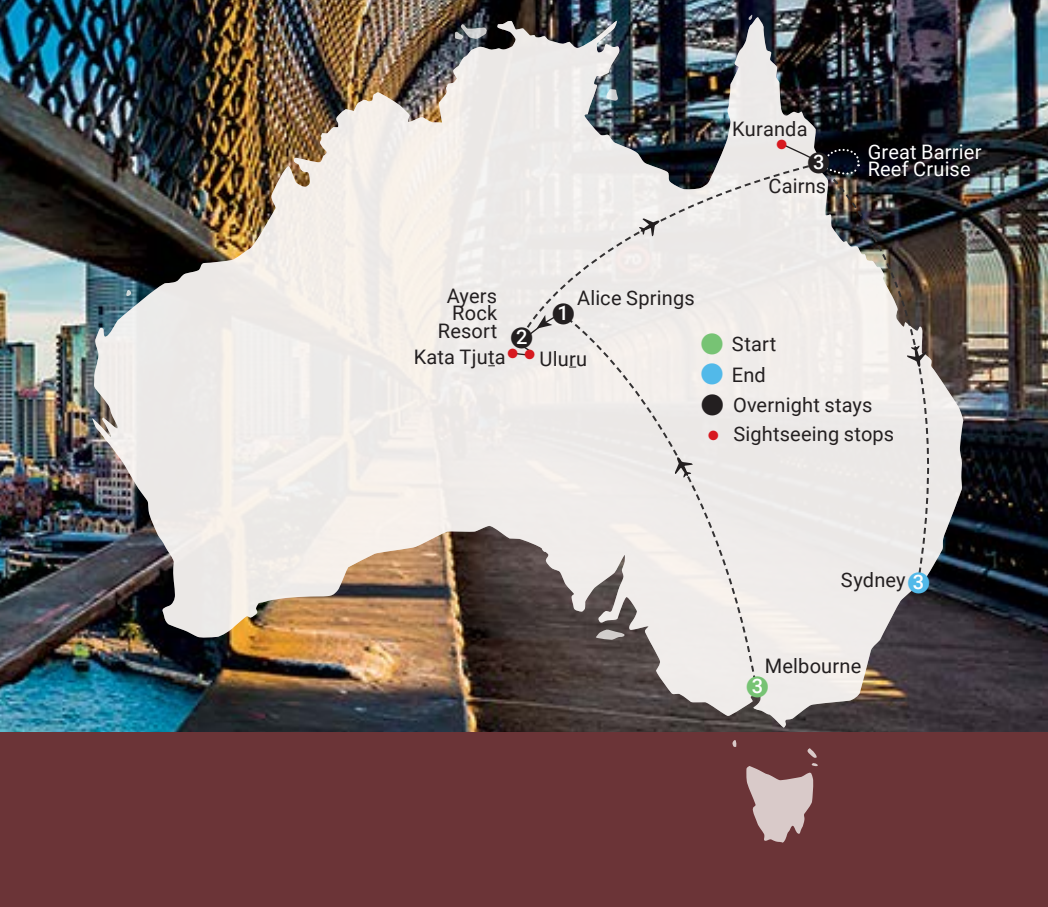 Kuranda
3
Great Barrier
Reef Cruise
Cairns
Ayers
Rock
Resort
1
Alice Springs
2
Kata Tjuṯa
Uluṟu
Start
End
Overnight stays
Sightseeing stops
Sydney
3
Melbourne
3